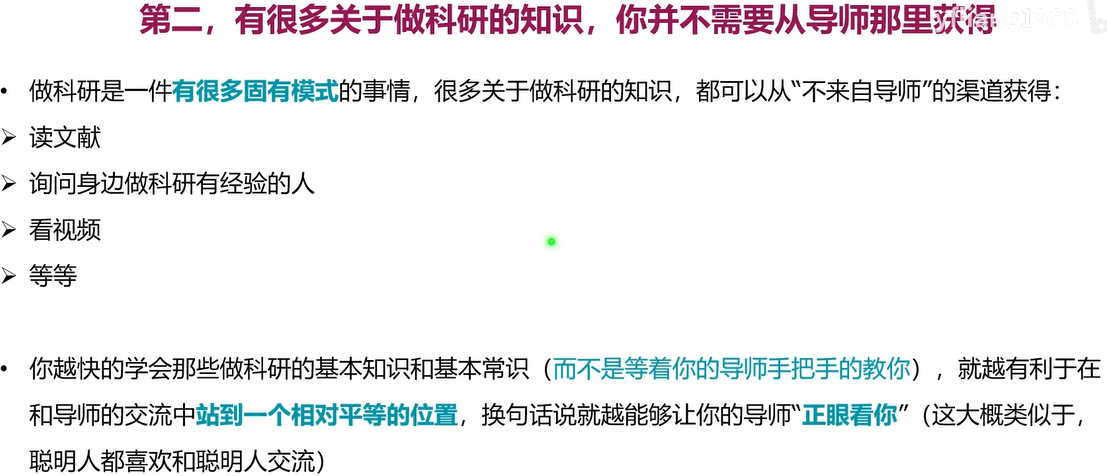 第二，有很多关于做科研的知识，你并不需要从导师那里获得
• 做科研是一件有很多固有模式的事情，很多关于做科研的知识，都可以从“不来自导师”的渠道获得：
➢ 读文献
➢ 询问身边做科研有经验的人
➢ 看视频
➢ 等等
• 你越快的学会那些做科研的基本知识和基本常识（而不是等着你的导师手把手的教你），就越有利于在
和导师的交流中站到一个相对平等的位置，换句话说就越能够让你的导师“正眼看你”（这大概类似于，
聪明人都喜欢和聪明人交流）